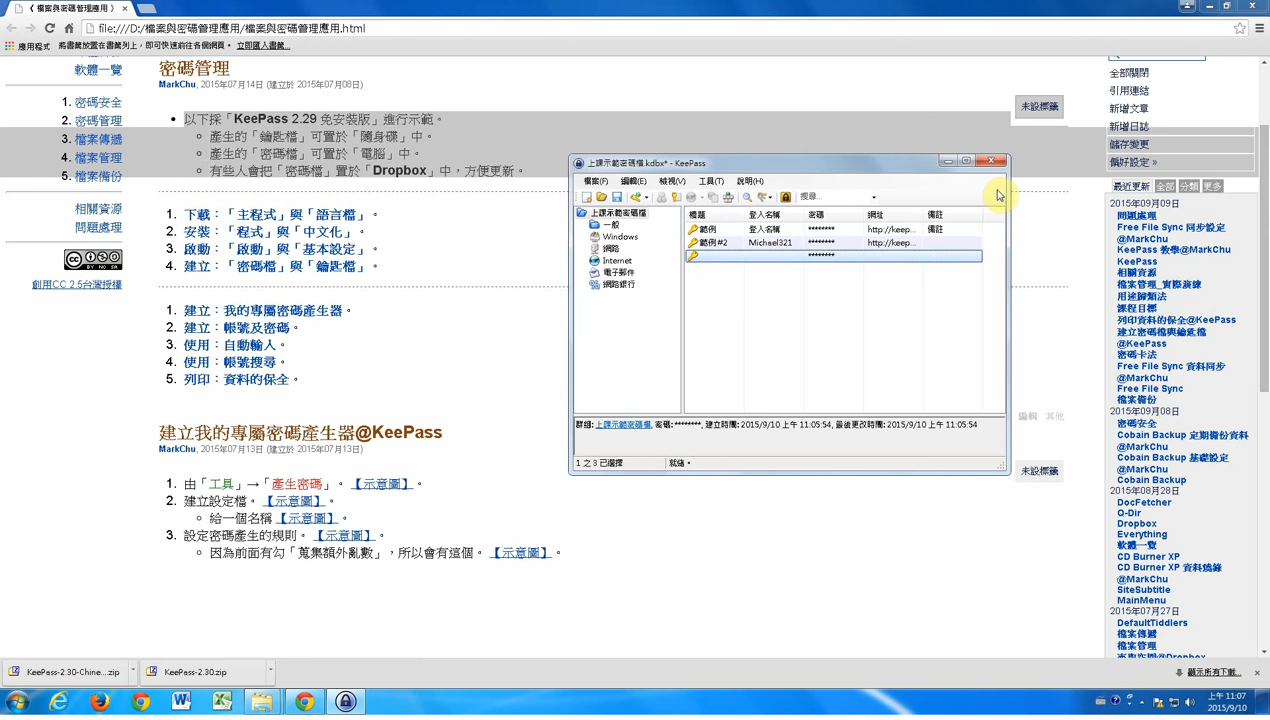 《 檔案與密碼管理應用》
file:///D:/檔案與密碼管理應用/檔案與密碼管理應用.html
應用程式 將書籤放置在書籤列上，即可快速前往各個網頁。 立即匯入書籤...
軟體一覽
1. 密碼安全
2. 密碼管理
3. 檔案傳遞
4. 檔案管理
5. 檔案備份
相關資源
問題處理
創用CC 2.5台灣授權
密碼管理
MarkChu, 2015年07月14日 (建立於 2015年07月08日)
未設標籤
以下採「KeePass 2.29 免安裝版」進行示範。
產生的「鑰匙檔」可置於「隨身碟」中。
產生的「密碼檔」可置於「電腦」中。
有些人會把「密碼檔」置於「Dropbox」中，方便更新。
1. 下載：「主程式」與「語言檔」。
2. 安裝：「程式」與「中文化」。
3. 啟動：「啟動」與「基本設定」。
4. 建立：「密碼檔」與「鑰匙檔」。
1. 建立：我的專屬密碼產生器。
2. 建立：帳號及密碼。
3. 使用：自動輸入。
4. 使用：帳號搜尋。
5. 列印：資料的保全。
編輯 其他
建立我的專屬密碼產生器@KeePass
MarkChu, 2015年07月13日 (建立於 2015年07月13日)
未設標籤
1. 由「工具」→「產生密碼」。【示意圖】。
2. 建立設定檔。【示意圖】。
給一個名稱【示意圖】。
3. 設定密碼產生的規則。【示意圖】。
因為前面有勾「蒐集額外亂數」，所以會有這個。【示意圖】。
上課示範密碼檔.kdbx* - KeePass
檔案(F) 編輯(E) 檢視(V) 工具(T) 說明(H)
搜尋...
上課示範密碼檔
一般
Windows
網路
Internet
電子郵件
網路銀行
標題 登入名稱 密碼 網址 備註
範例 登入名稱 ******** http://keep... 備註
範例 #2 Michael321 ******** http://keep...
********
群組: 上課示範密碼檔, 密碼: ********, 建立時間: 2015/9/10 上午 11:05:54, 最後更改時間: 2015/9/10 上午 11:05:54
1 之 3 已選擇 就緒。
全部關閉
引用連結
新增文章
新增日誌
儲存變更
偏好設定 »
最近更新 全部 分類 更多
2015年09月09日
問題處理
Free File Sync 同步設定
@MarkChu
KeePass 教學@MarkChu
KeePass
相關資源
檔案管理_實際演練
用途歸類法
課程目標
列印資料的保全@KeePass
建立密碼檔與鑰匙檔
@KeePass
密碼卡法
Free File Sync 資料同步
@MarkChu
Free File Sync
檔案備份
2015年09月08日
密碼安全
Cobain Backup 定期備份資料
@MarkChu
Cobain Backup 基礎設定
@MarkChu
Cobain Backup
2015年08月28日
DocFetcher
Q-Dir
Dropbox
Everything
軟體一覽
CD Burner XP
CD Burner XP 資料燒錄
@MarkChu
SiteSubtitle
MainMenu
2015年07月27日
DefaultTiddlers
檔案傳遞
檔案管理
KeePass-2.30-Chine....zip
KeePass-2.30.zip
顯示所有下載...
上午 11:07
2015/9/10